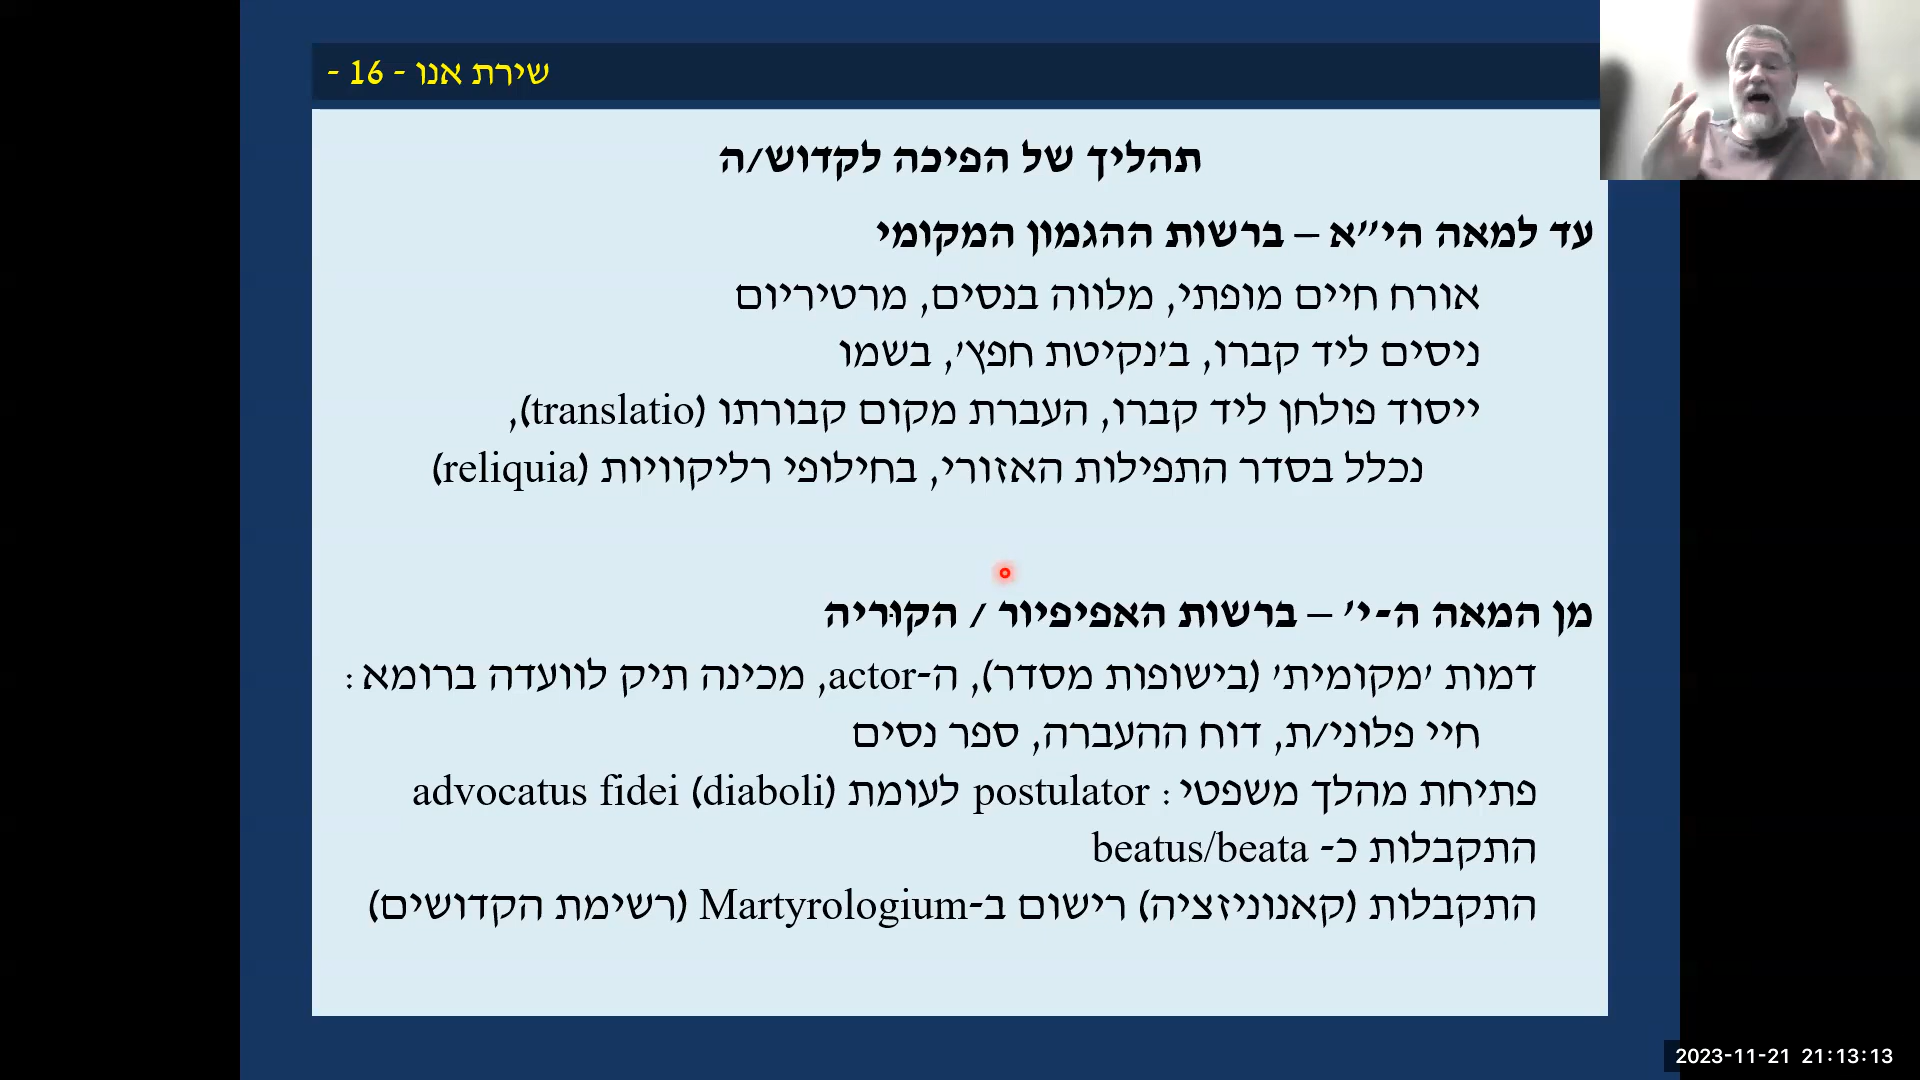 שירת אנו - 16 -
תהליך של הפיכה לקדוש/ה
עד למאה הי"א – ברשות ההגמון המקומי
אורח חיים מופתי, מלווה בנסים, מרטיריום
ניסים ליד קברו, ב'נקיטת חפץ', בשמו
ייסוד פולחן ליד קברו, העברת מקום קבורתו (translatio),
נכלל בסדר התפילות האזורי, בחילופי רליקוויות (reliquia)
מן המאה ה-י' – ברשות האפיפיור / הקוּריה
דמות 'מקומית' (בישופות מסדר), ה-actor, מכינה תיק לוועדה ברומא:
חיי פלוני/ת, דוח ההעברה, ספר נסים
פתיחת מהלך משפטי: postulator לעומת advocatus fidei (diaboli)
התקבלות כ- beatus/beata
התקבלות (קאנוניזציה) רישום ב-Martyrologium (רשימת הקדושים)
2023-11-21 21:13:13